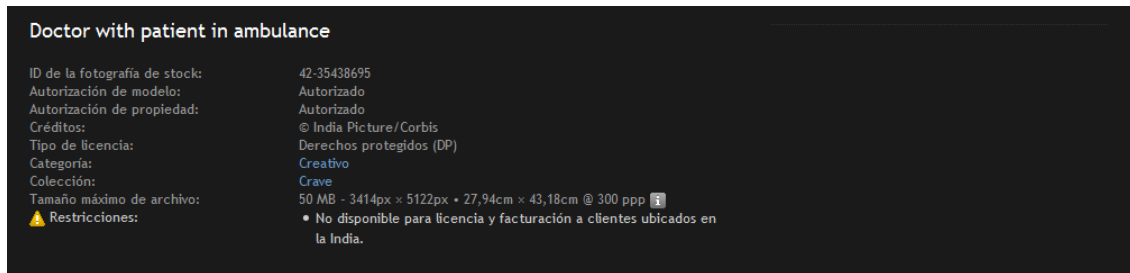 Doctor with patient in ambulance
ID de la fotografía de stock: 42-35438695
Autorización de modelo: Autorizado
Autorización de propiedad: Autorizado
Créditos: © India Picture/Corbis
Tipo de licencia: Derechos protegidos (DP)
Categoría: Creativo
Colección: Crave
Tamaño máximo de archivo: 50 MB - 3414px × 5122px • 27,94cm × 43,18cm @ 300 ppp i
Restricciones: • No disponible para licencia y facturación a clientes ubicados en
la India.